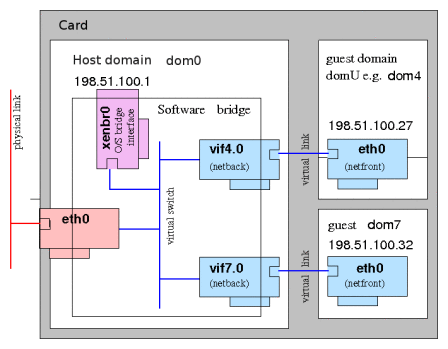 Card
Host domain dom0
198.51.100.1
physical link
xenbr0
O/S bridge
interface
Software bridge
vif4.0
(netback)
virtual switch
eth0
vif7.0
(netback)
virtual link
virtual link
guest domain
domU e.g. dom4
198.51.100.27
eth0
(netfront)
guest dom7
198.51.100.32
eth0
(netfront)